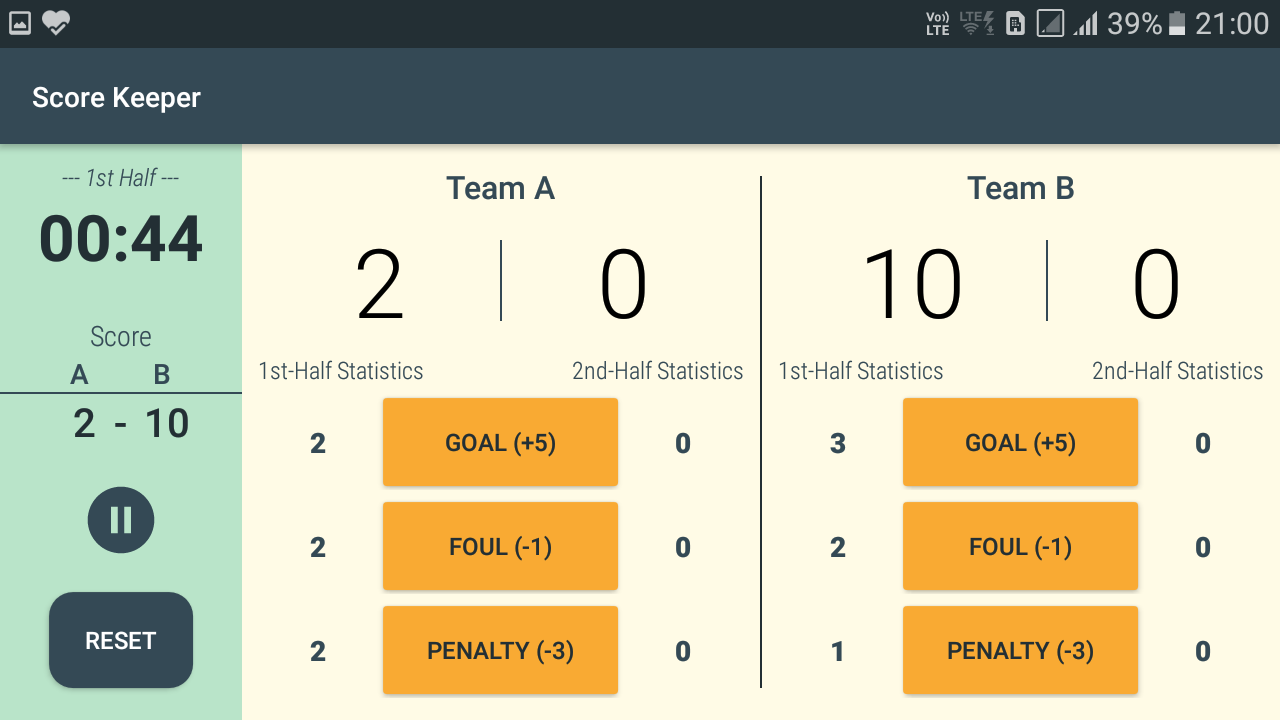 Vo)) LTE LTE 39% 21:00
Score Keeper
--- 1st Half ---
00:44
Score
A B
2 - 10
RESET
Team A
2 0
1st-Half Statistics 2nd-Half Statistics
2 GOAL (+5) 0
2 FOUL (-1) 0
2 PENALTY (-3) 0
Team B
10 0
1st-Half Statistics 2nd-Half Statistics
3 GOAL (+5) 0
2 FOUL (-1) 0
1 PENALTY (-3) 0